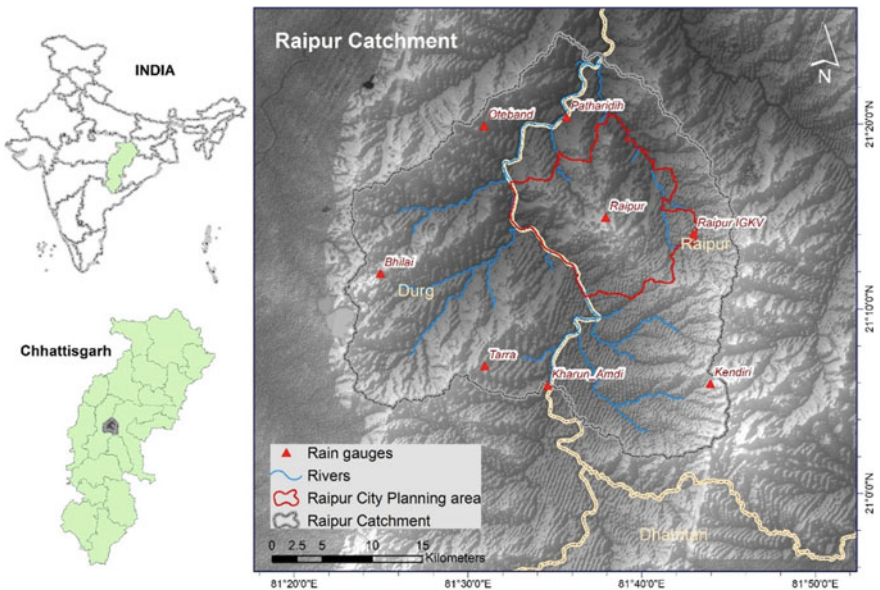 INDIA
Chhattisgarh
Raipur Catchment
N
Oteband
Patharidih
Raipur
Raipur IGKV
Raipur
Bhilai
Durg
Tarra
Kharun_Amdi
Kendiri
Rain gauges
Rivers
Raipur City Planning area
Raipur Catchment
0 2.5 5 10 15
Kilometers
Dhamtari
21°20'0"N
21°10'0"N
21°0'0"N
81°20'0"E 81°30'0"E 81°40'0"E 81°50'0"E